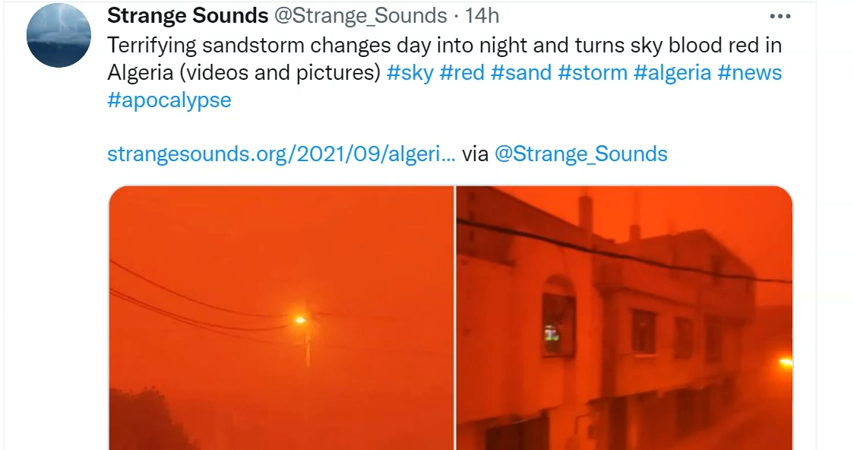 Strange Sounds @Strange_Sounds · 14h
Terrifying sandstorm changes day into night and turns sky blood red in
Algeria (videos and pictures) #sky #red #sand #storm #algeria #news
#apocalypse
strangesounds.org/2021/09/algeri... via @Strange_Sounds